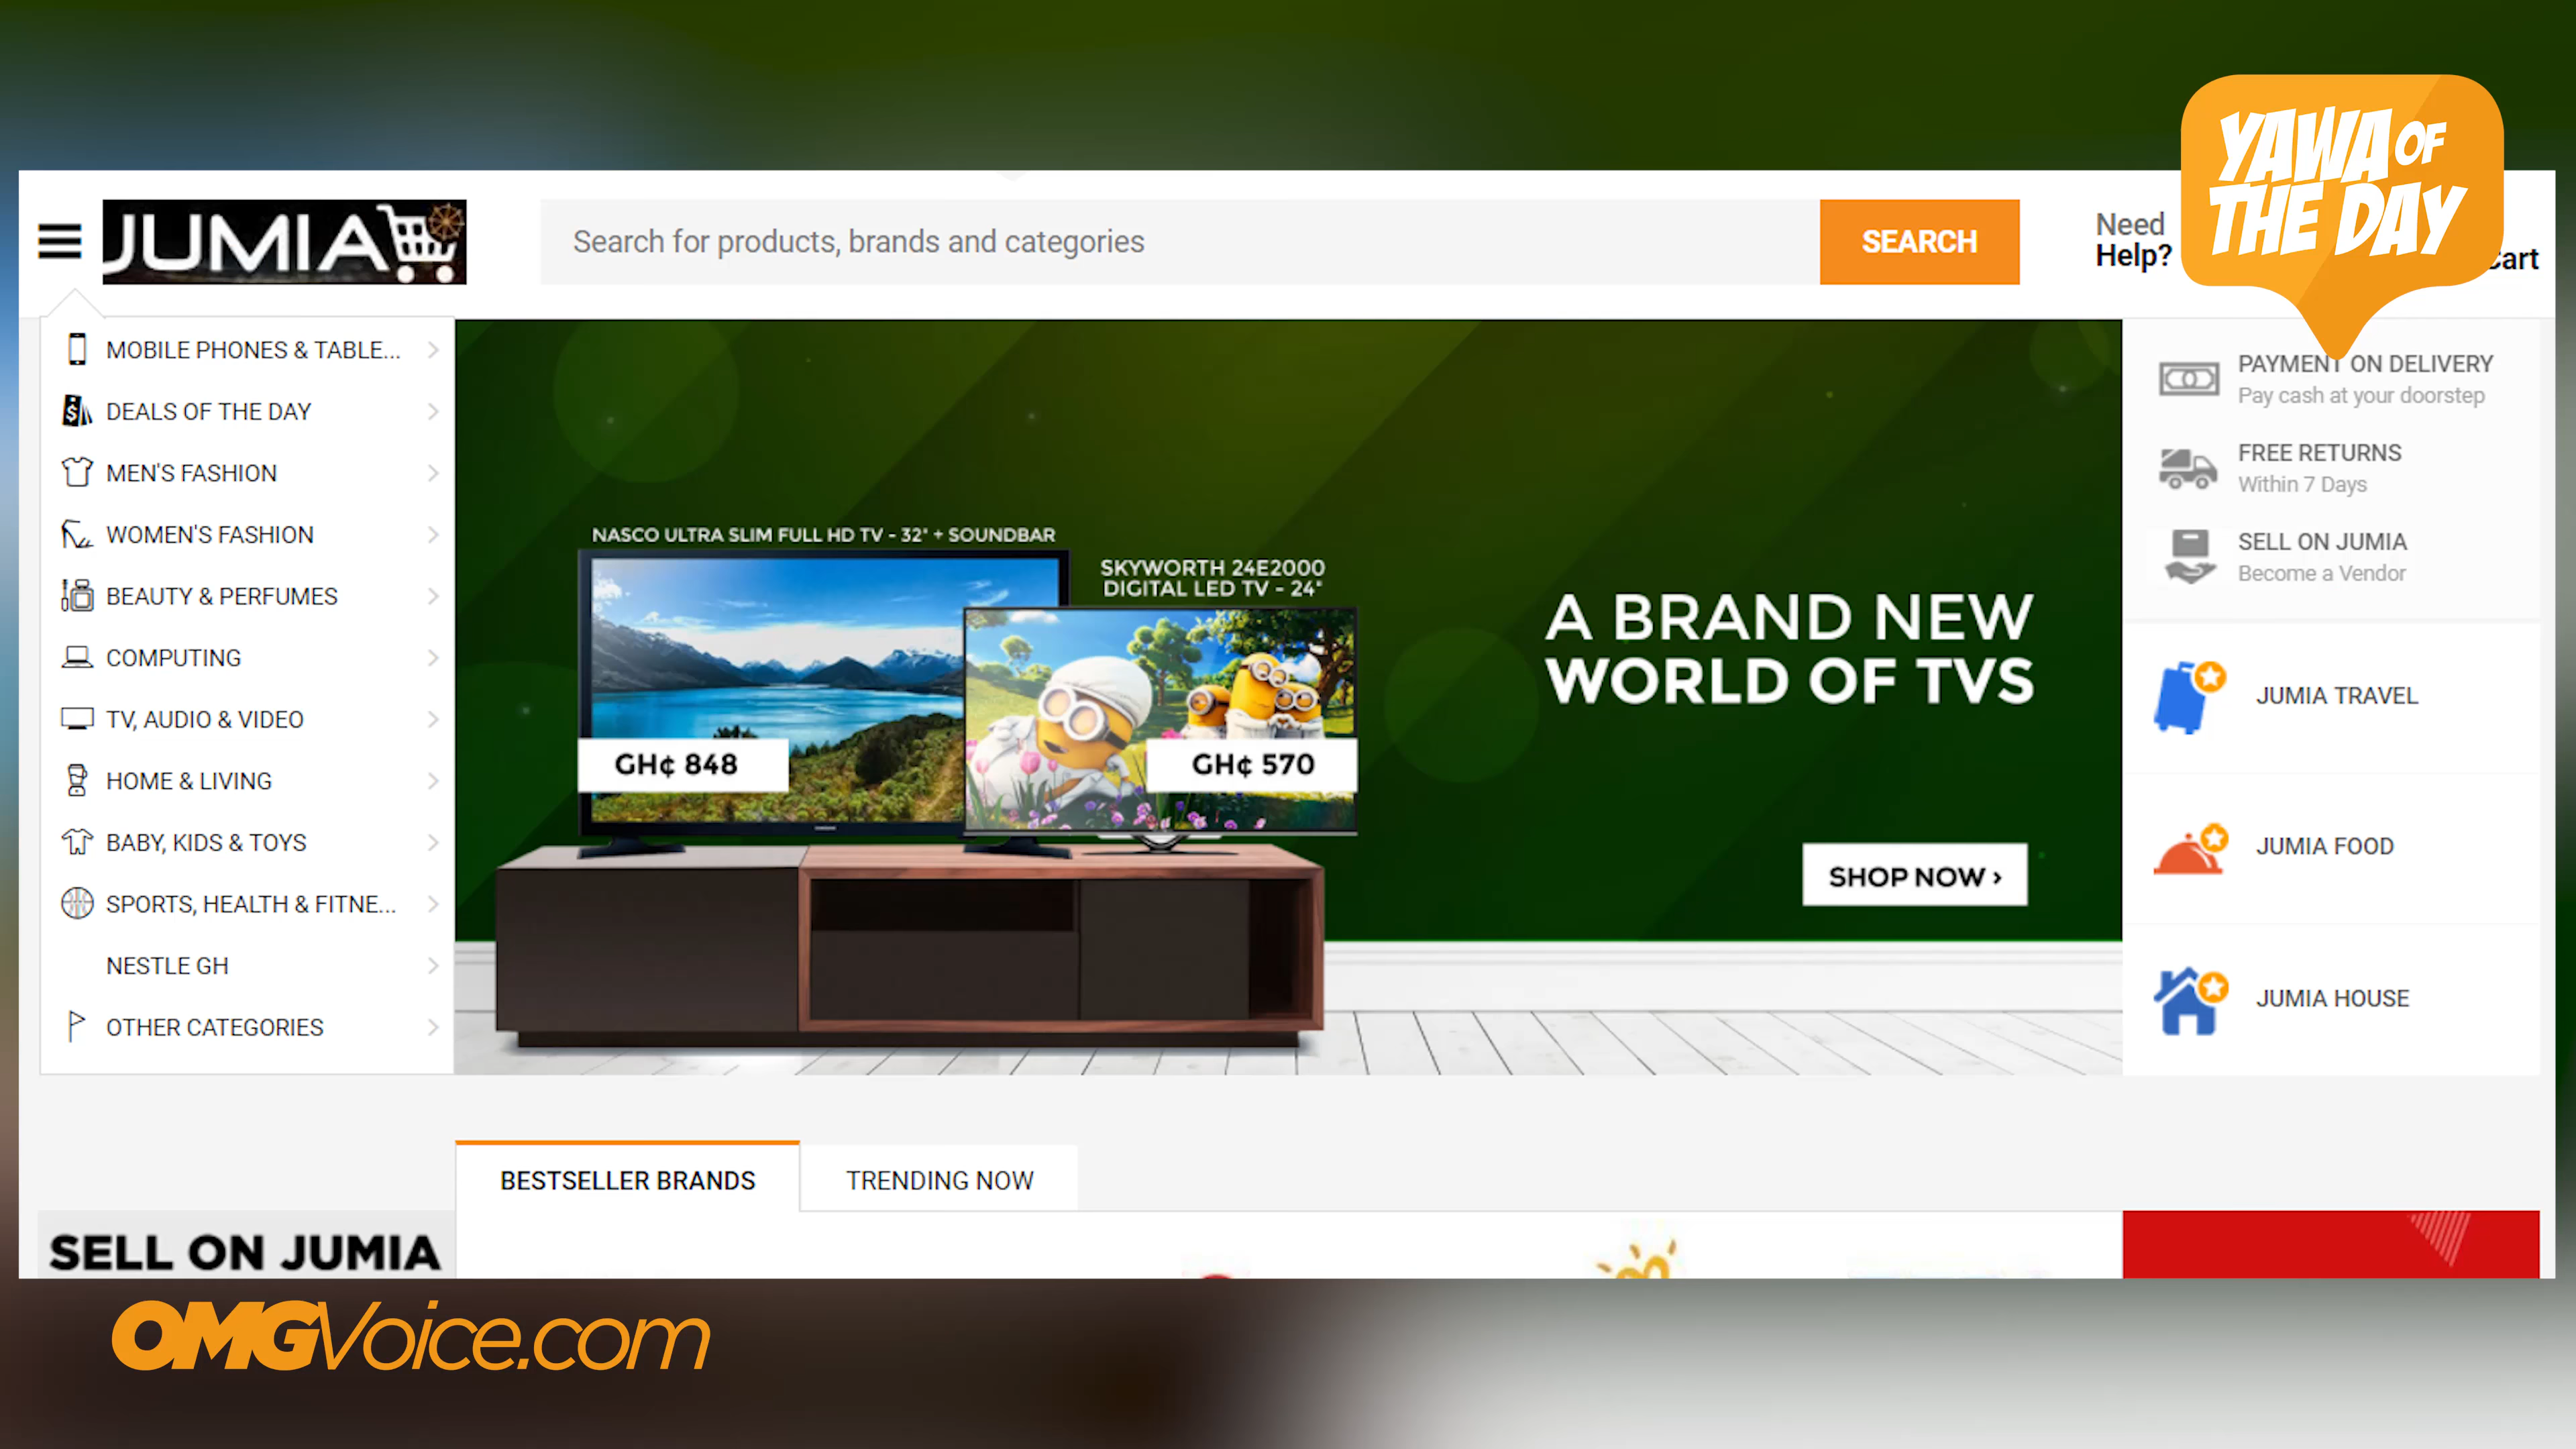 YAWA OF
THE DAY
JUMIA
Search for products, brands and categories
SEARCH
Need
Help?
Cart
MOBILE PHONES & TABLE...
DEALS OF THE DAY
MEN'S FASHION
WOMEN'S FASHION
BEAUTY & PERFUMES
COMPUTING
TV, AUDIO & VIDEO
HOME & LIVING
BABY, KIDS & TOYS
SPORTS, HEALTH & FITNE...
NESTLE GH
OTHER CATEGORIES
NASCO ULTRA SLIM FULL HD TV - 32" + SOUNDBAR
SKYWORTH 24E2000
DIGITAL LED TV - 24"
GH¢ 848
GH¢ 570
A BRAND NEW
WORLD OF TVS
SHOP NOW ›
PAYMENT ON DELIVERY
Pay cash at your doorstep
FREE RETURNS
Within 7 Days
SELL ON JUMIA
Become a Vendor
JUMIA TRAVEL
JUMIA FOOD
JUMIA HOUSE
BESTSELLER BRANDS
TRENDING NOW
SELL ON JUMIA
OMGVoice.com